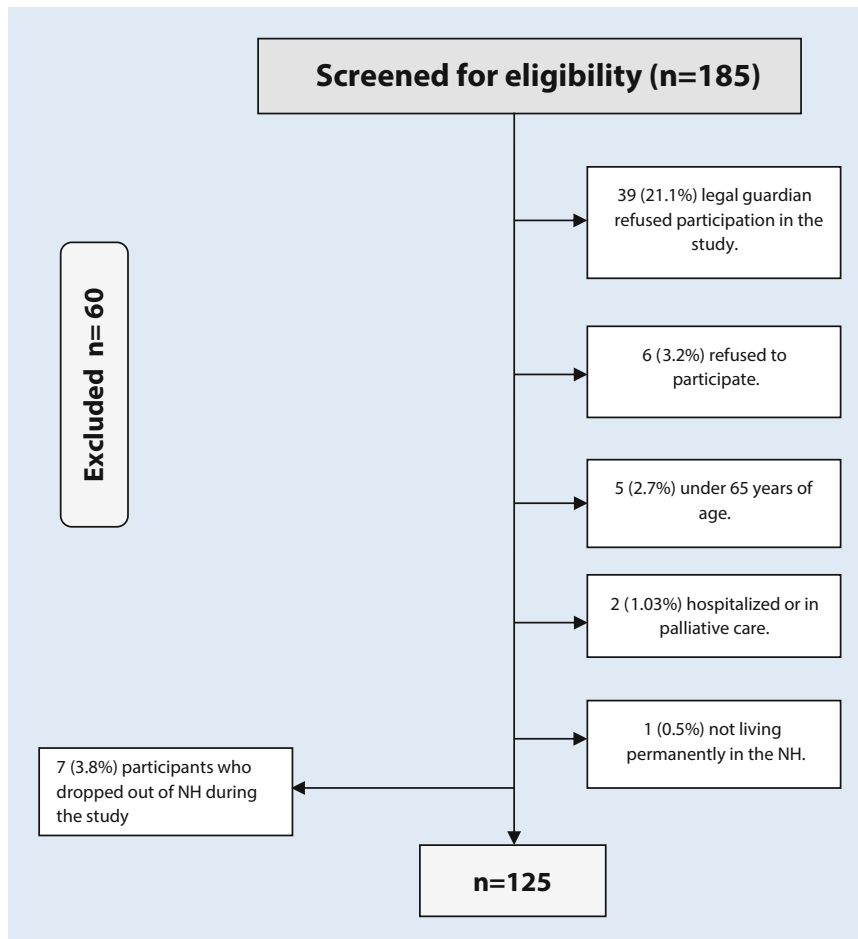 Screened for eligibility (n=185)
39 (21.1%) legal guardian
refused participation in the
study.
Excluded n= 60
6 (3.2%) refused to
participate.
5 (2.7%) under 65 years of
age.
2 (1.03%) hospitalized or in
palliative care.
1 (0.5%) not living
permanently in the NH.
7 (3.8%) participants who
dropped out of NH during
the study
n=125